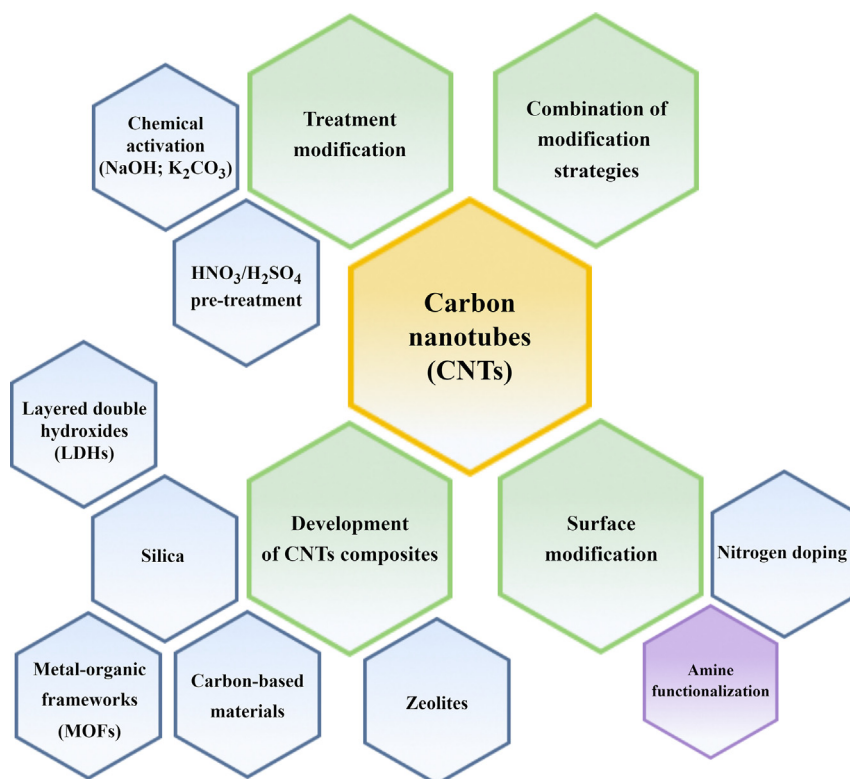 Chemical
activation
(NaOH; K₂CO₃)
Treatment
modification
Combination of
modification
strategies
HNO₃/H₂SO₄
pre-treatment
Carbon
nanotubes
(CNTs)
Layered double
hydroxides
(LDHs)
Silica
Development
of CNTs composites
Surface
modification
Nitrogen doping
Metal-organic
frameworks
(MOFs)
Carbon-based
materials
Zeolites
Amine
functionalization